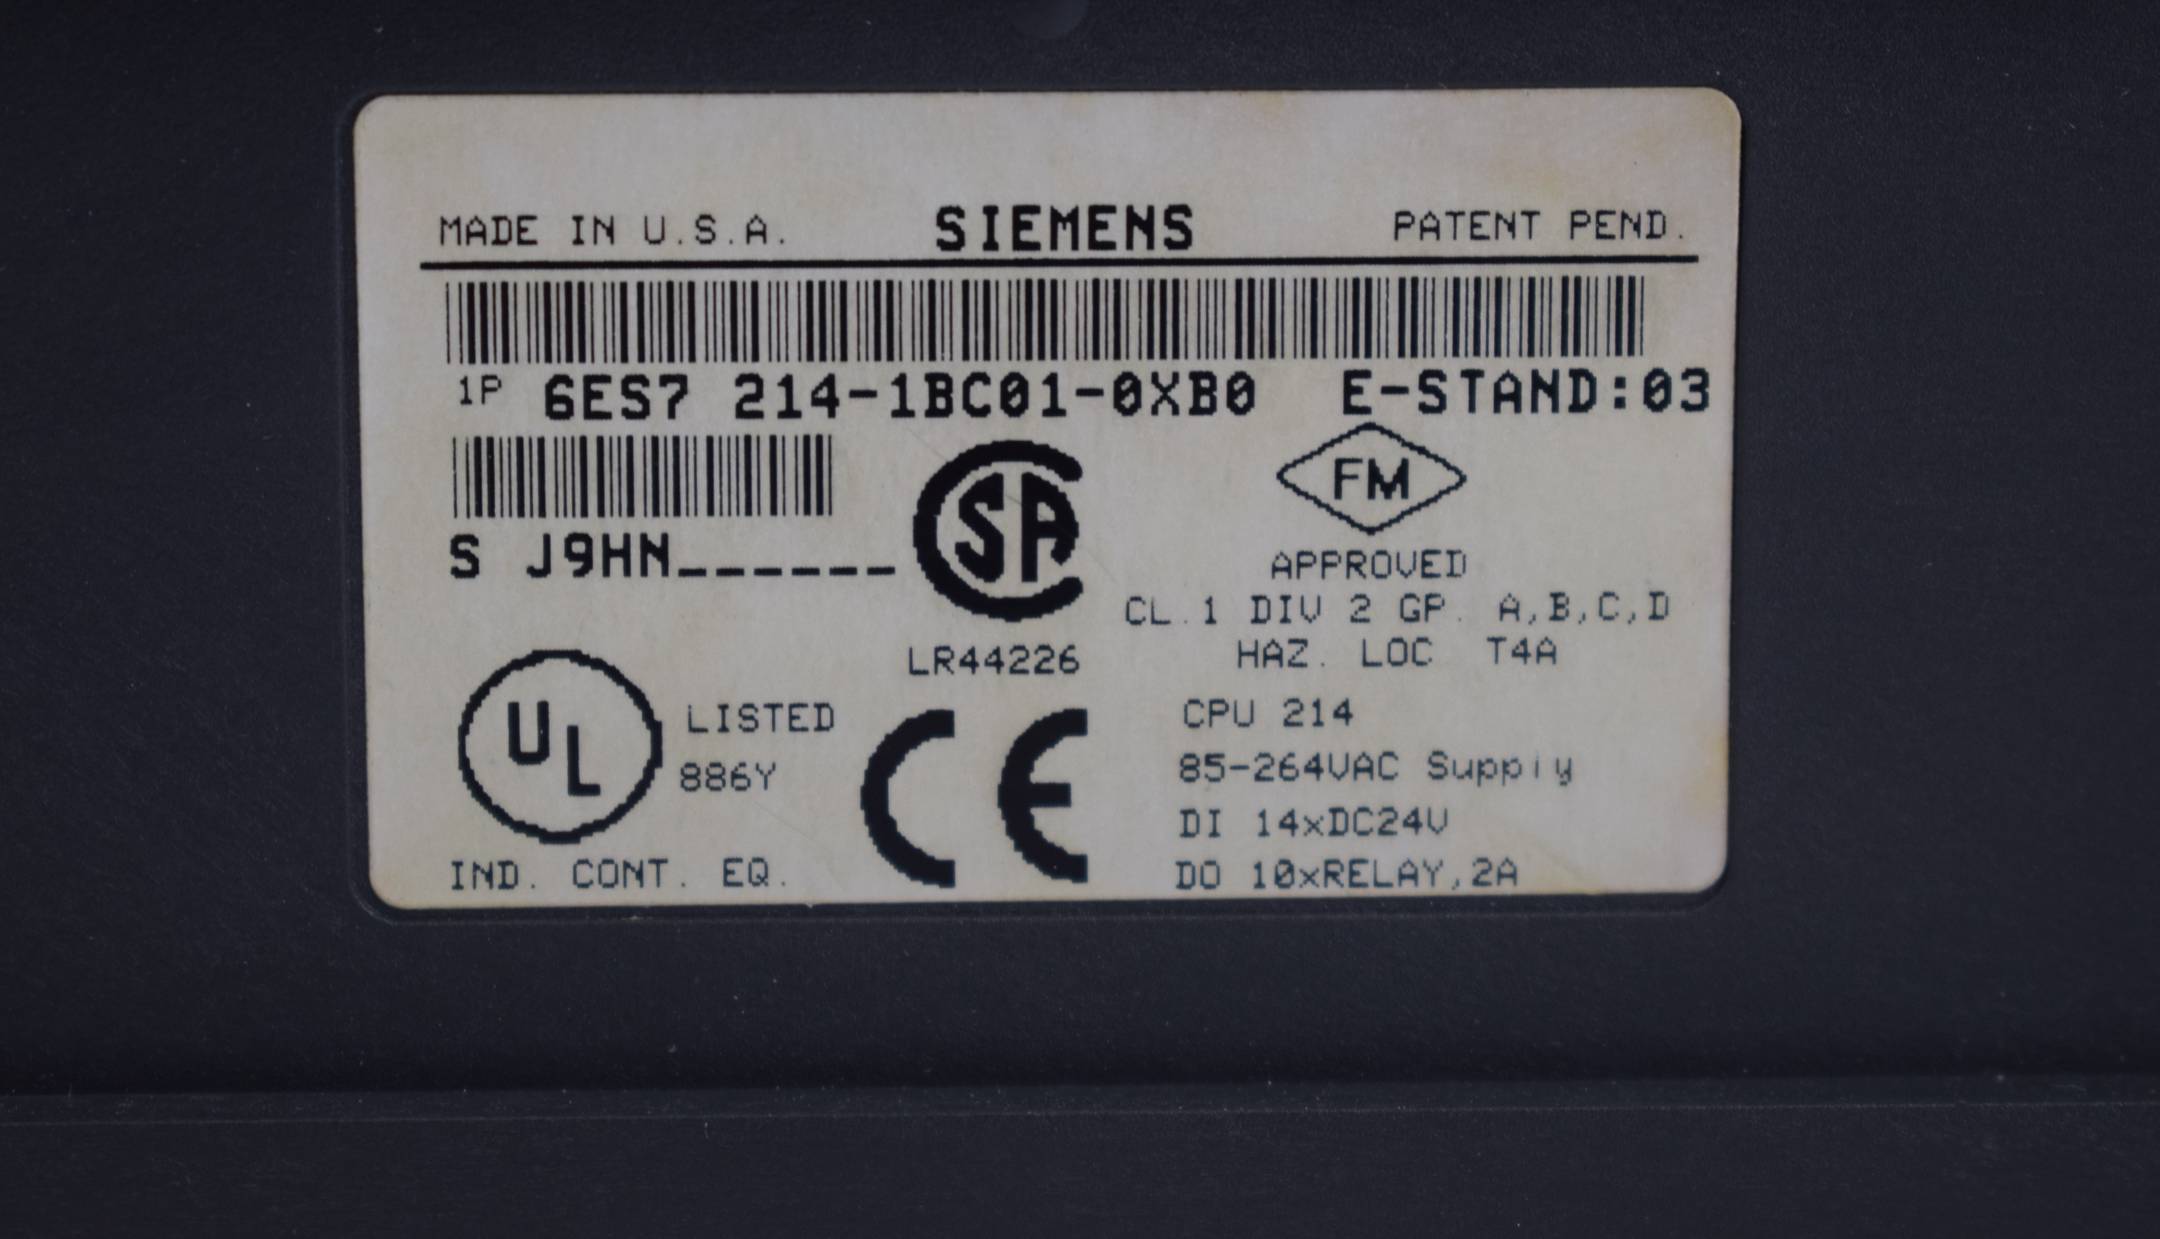 MADE IN U.S.A. SIEMENS PATENT PEND.
1P 6ES7 214-1BC01-0XB0 E-STAND:03
S J9HN______
CSA
LR44226
FM
APPROVED
CL.1 DIV 2 GP. A,B,C,D
HAZ. LOC T4A
UL
LISTED
886Y
IND. CONT. EQ.
CE
CPU 214
85-264VAC Supply
DI 14xDC24V
DO 10xRELAY,2A